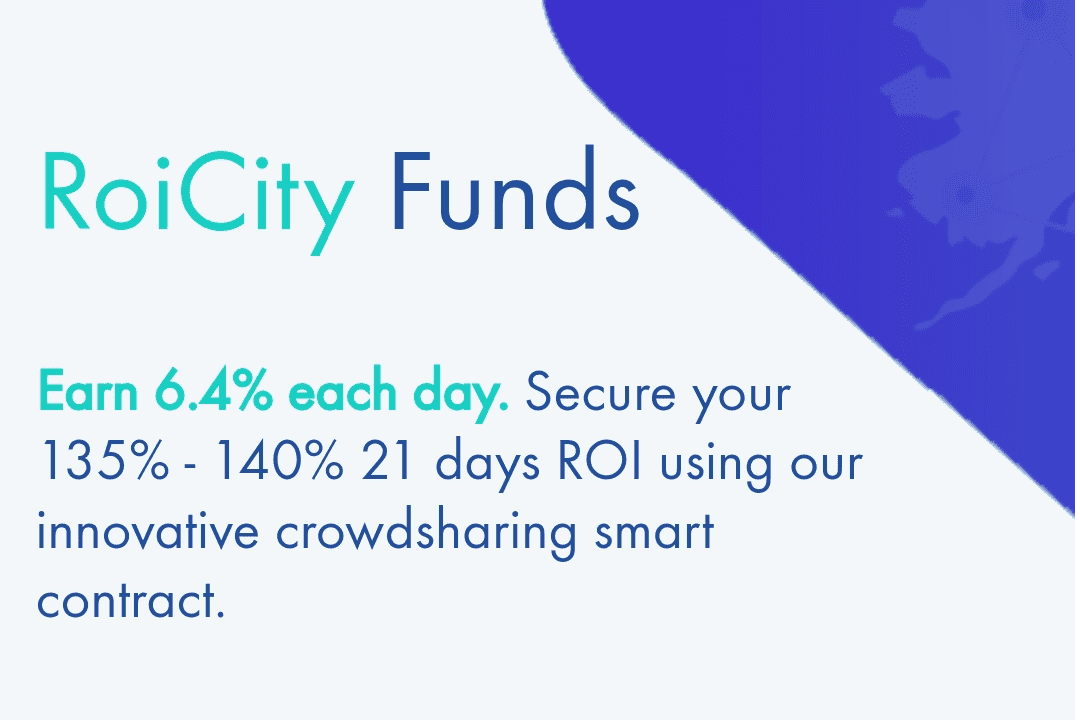 RoiCity Funds
Earn 6.4% each day. Secure your
135% - 140% 21 days ROI using our
innovative crowdsharing smart
contract.